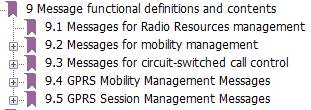 9 Message functional definitions and contents
9.1 Messages for Radio Resources management
9.2 Messages for mobility management
9.3 Messages for circuit-switched call control
9.4 GPRS Mobility Management Messages
9.5 GPRS Session Management Messages